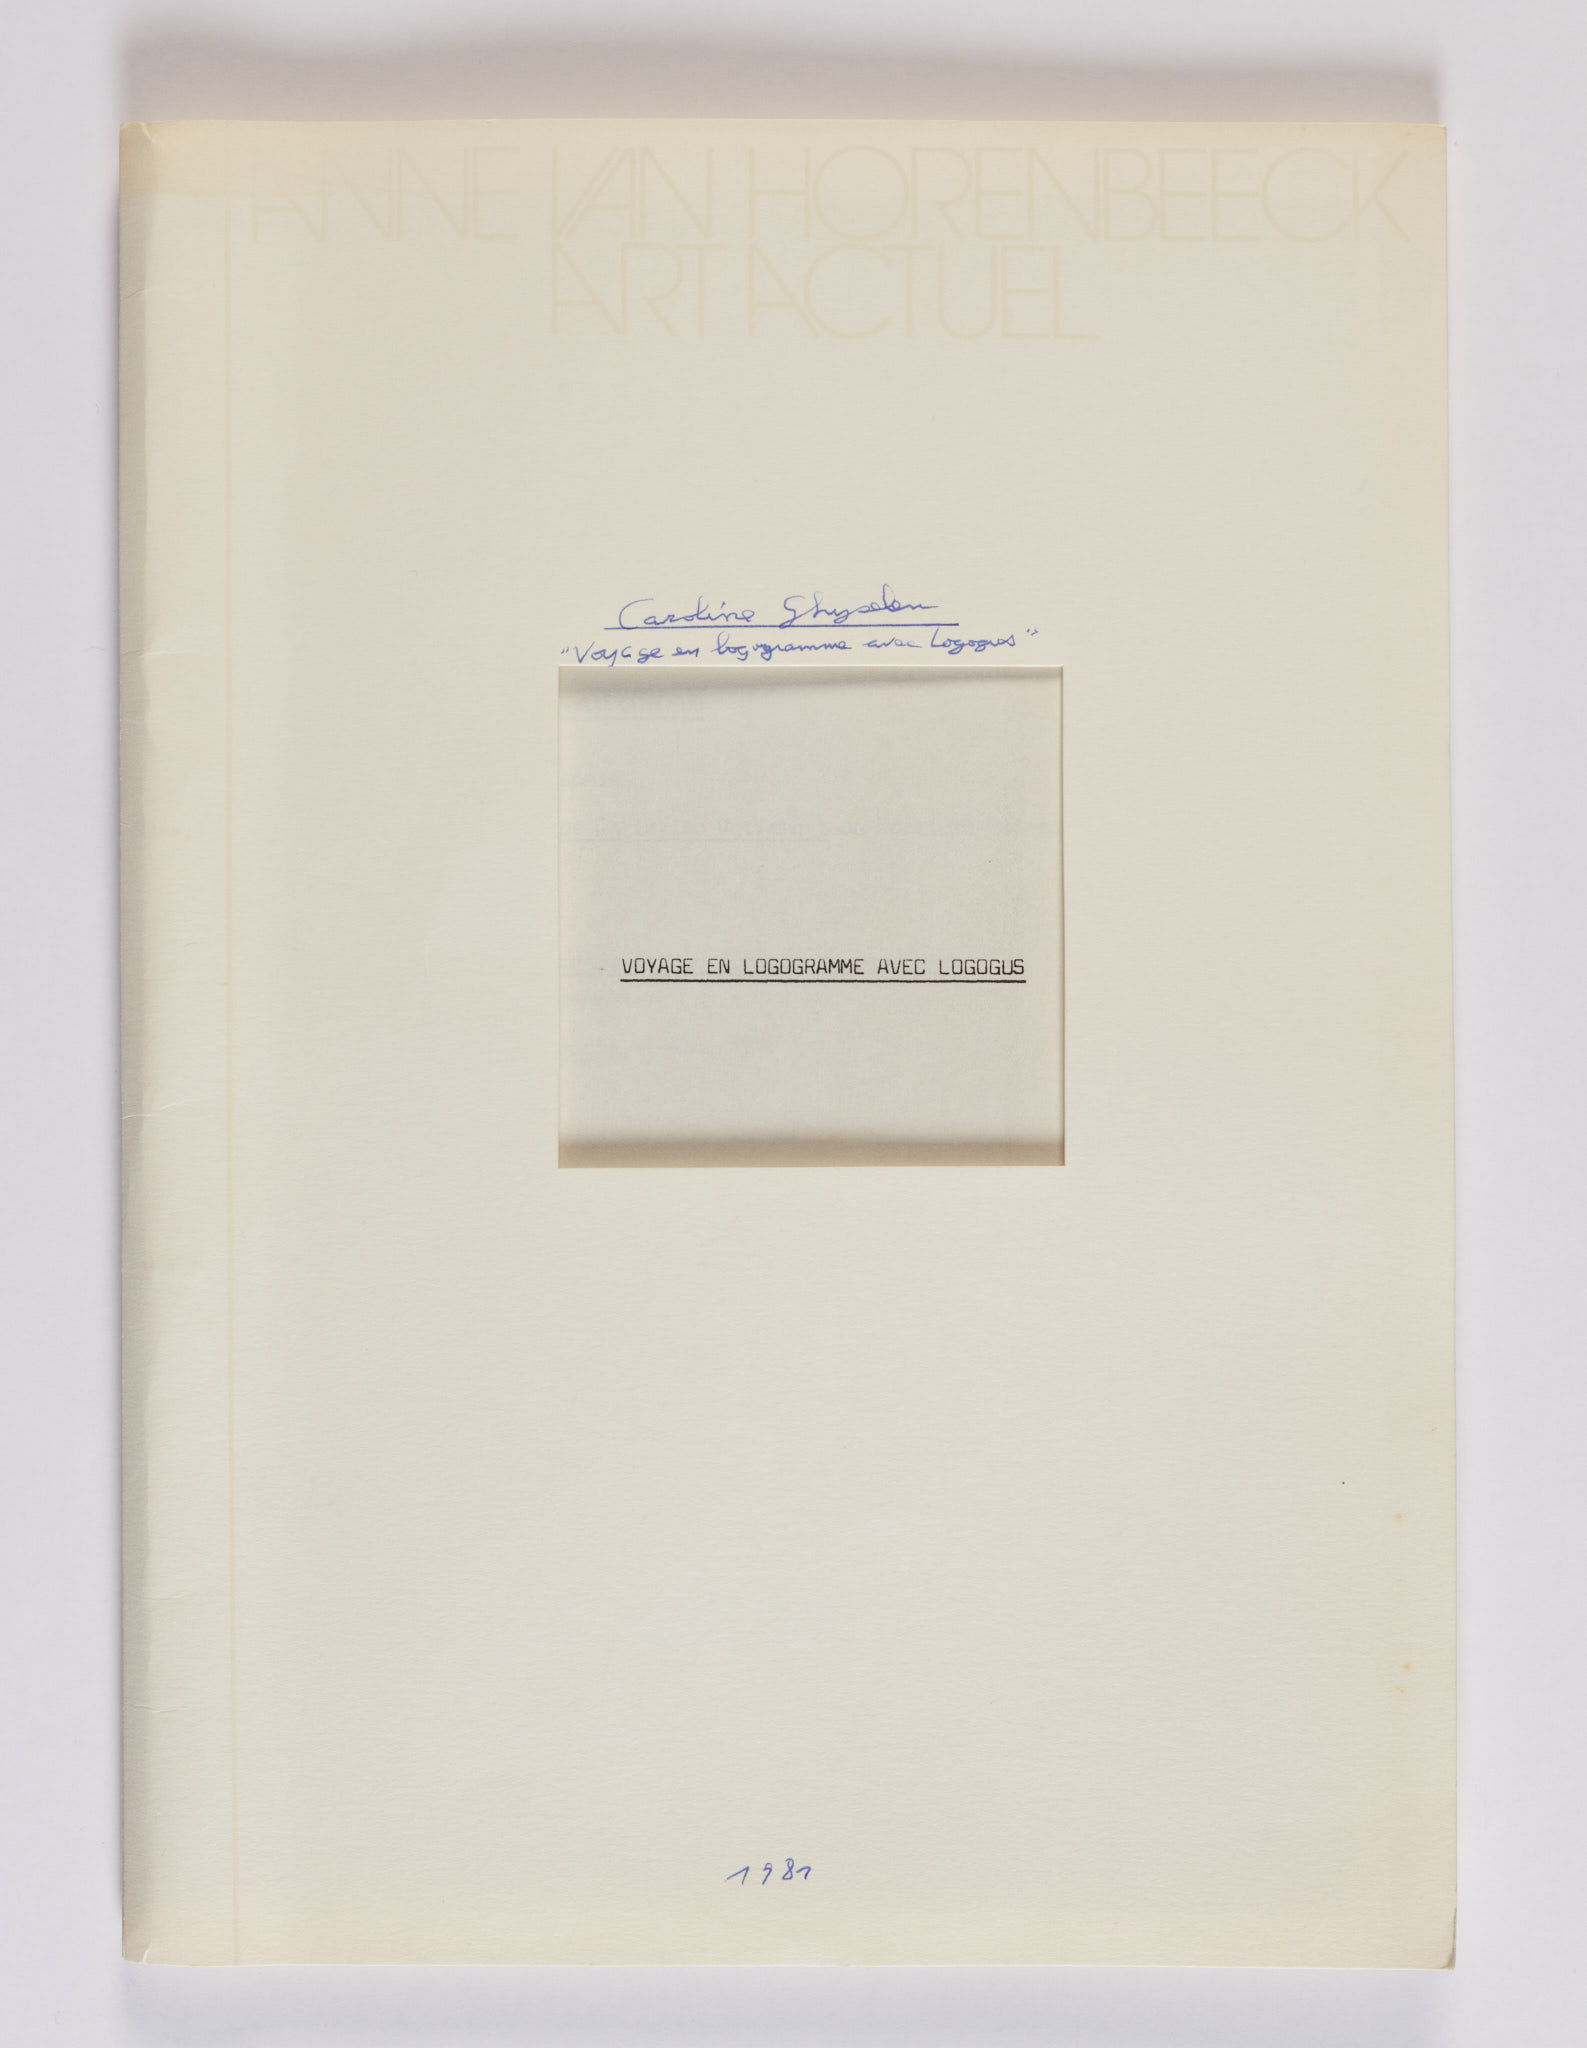 ANNE VAN HORENBEECK
ART ACTUEL
Caroline Ghyselen
"Voyage en logogramme avec Logogus"
VOYAGE EN LOGOGRAMME AVEC LOGOGUS
1981